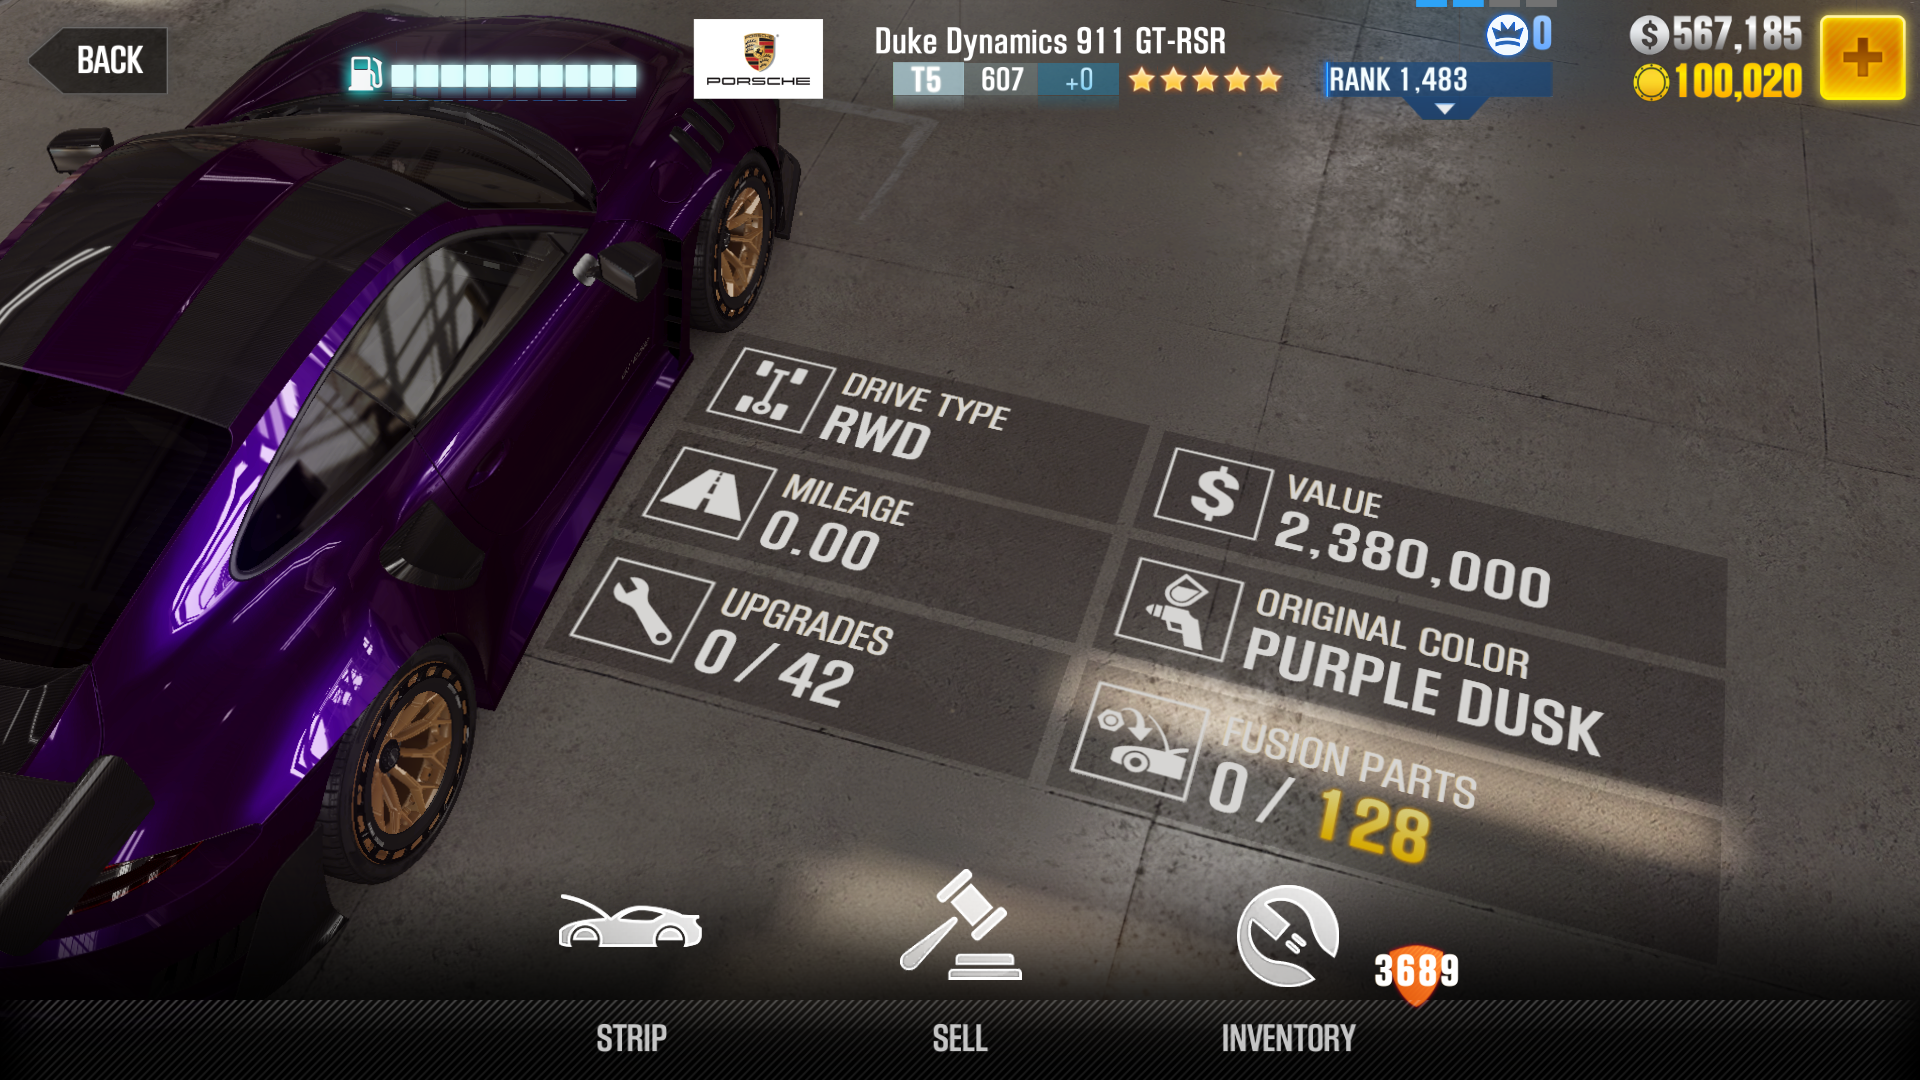 BACK
PORSCHE
Duke Dynamics 911 GT-RSR
T5 607 +0
RANK 1,483
0
567,185
100,020
DRIVE TYPE
RWD
MILEAGE
0.00
UPGRADES
0 / 42
VALUE
2,380,000
ORIGINAL COLOR
PURPLE DUSK
FUSION PARTS
0 / 128
3689
STRIP
SELL
INVENTORY